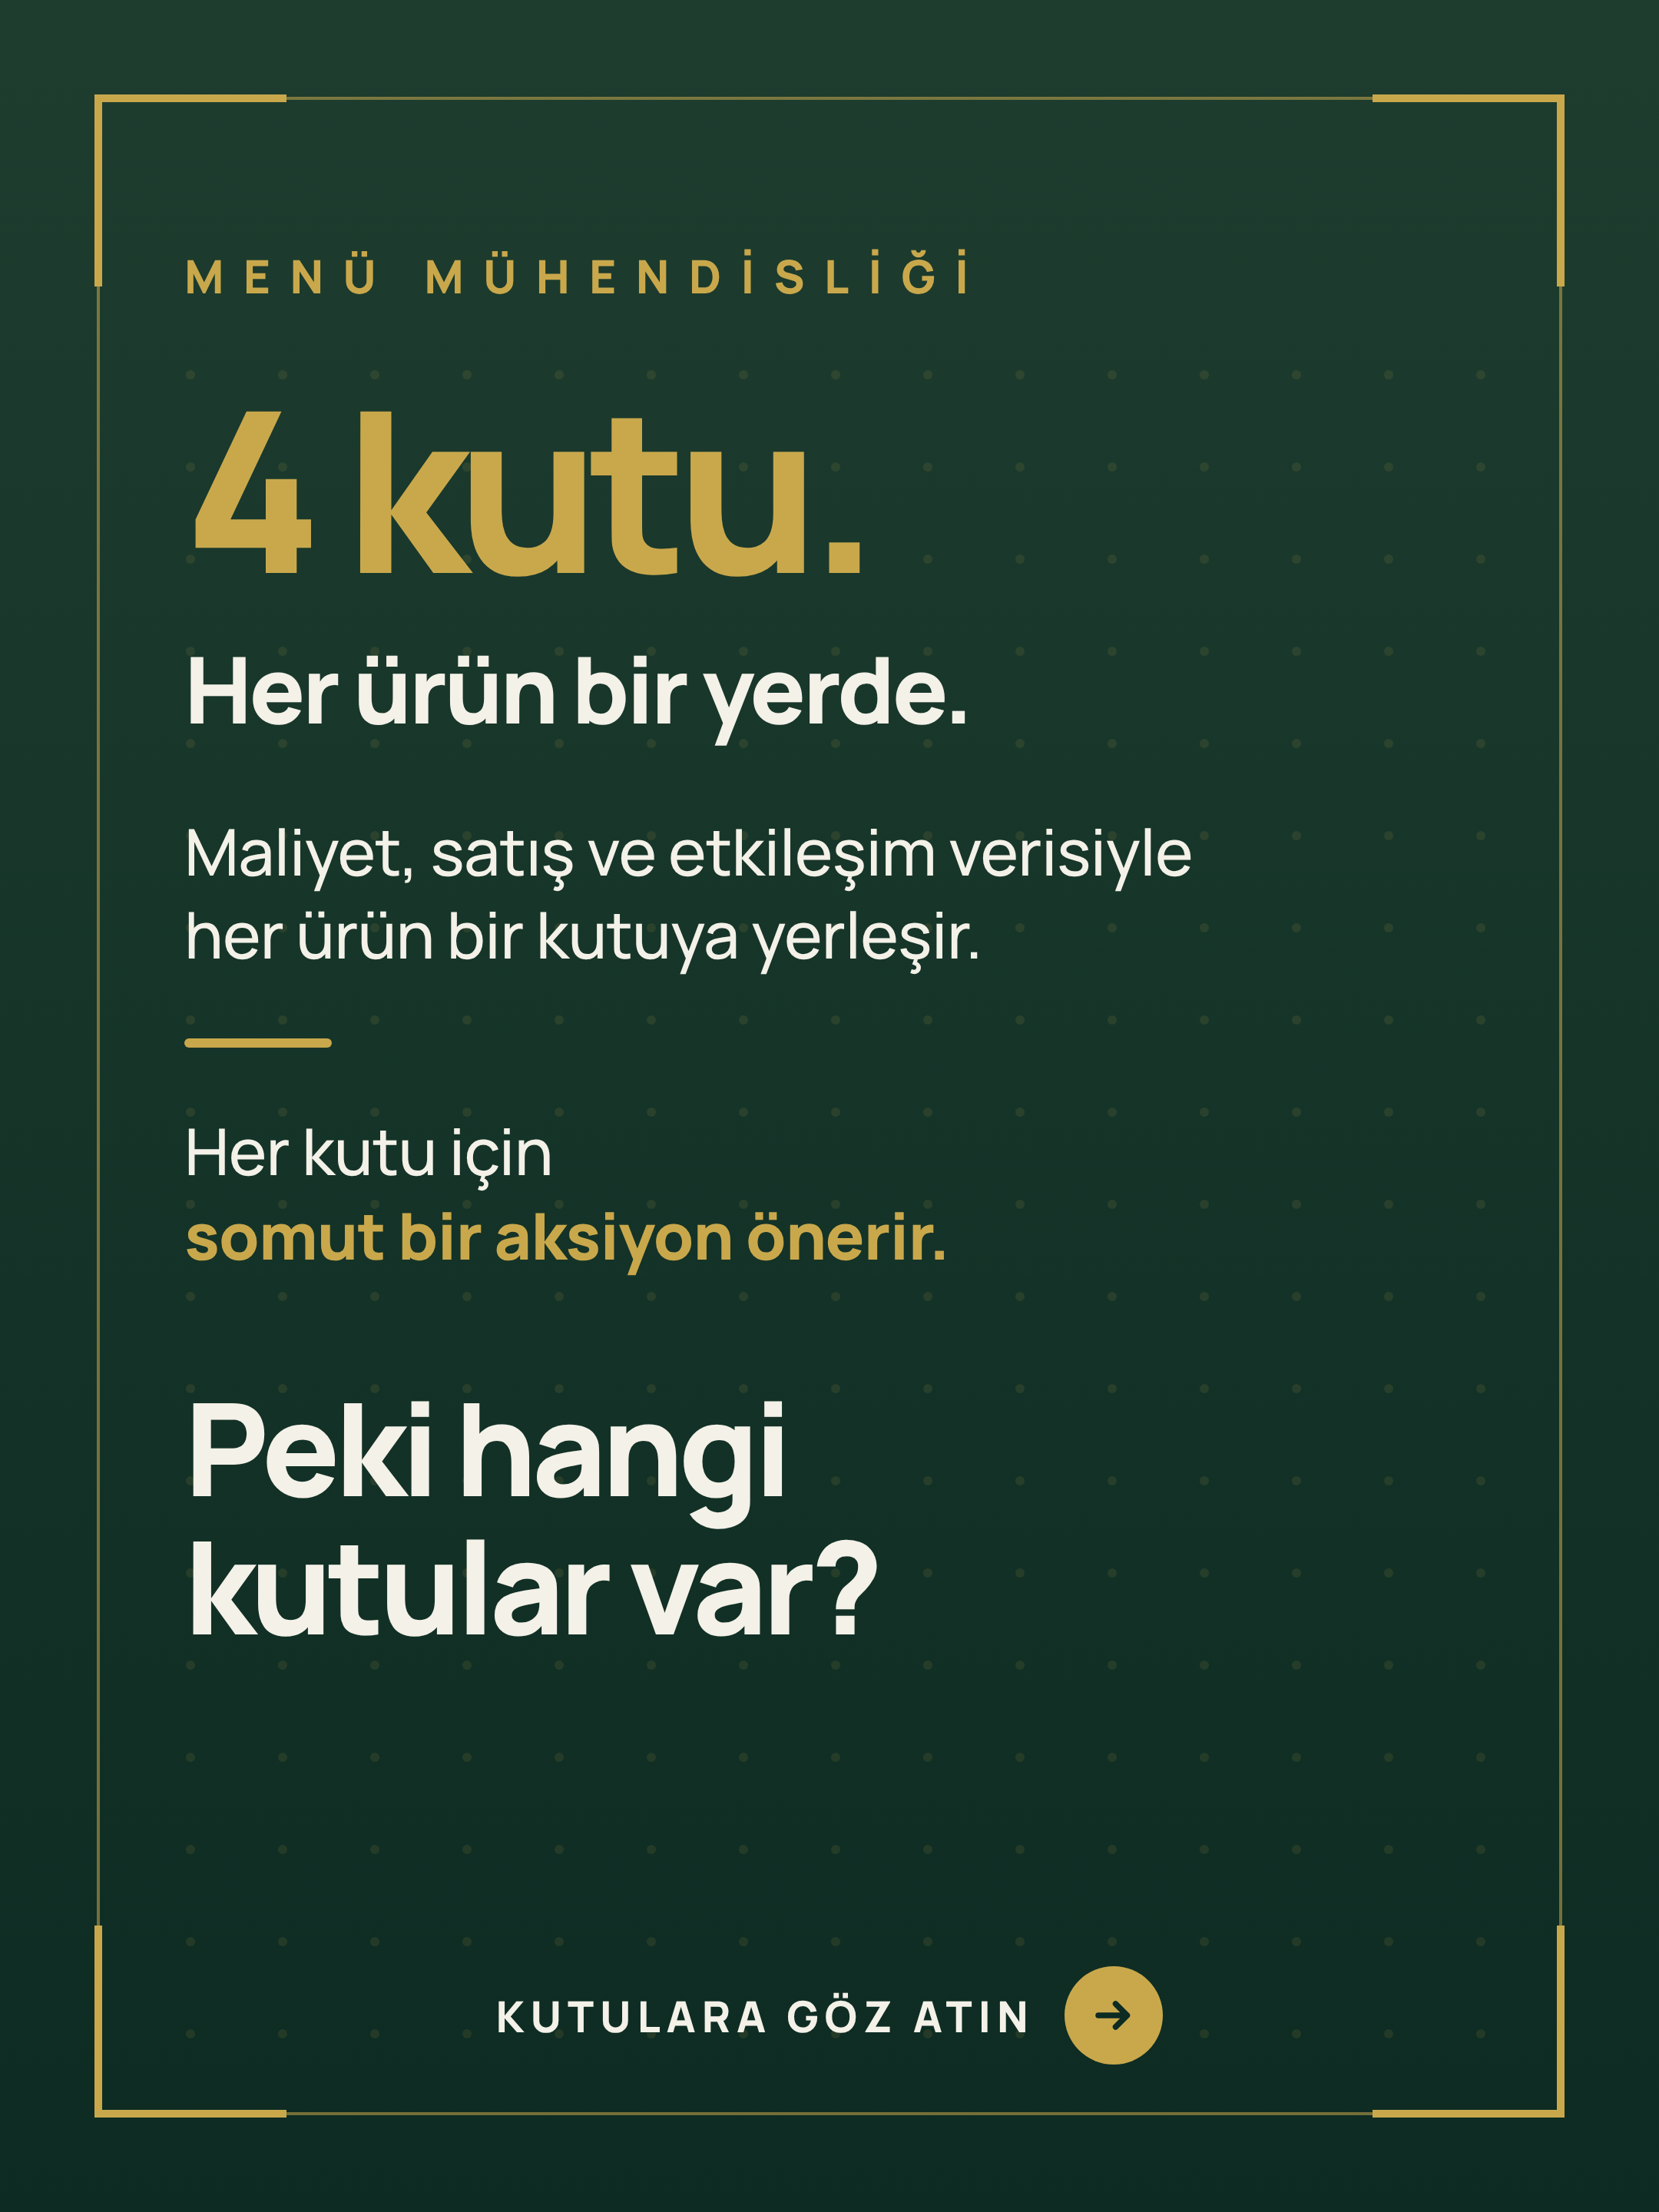 MENÜ MÜHENDİSLİĞİ
4 kutu.
Her ürün bir yerde.
Maliyet, satış ve etkileşim verisiyle
her ürün bir kutuya yerleşir.
Her kutu için
somut bir aksiyon önerir.
Peki hangi
kutular var?
KUTULARA GÖZ ATIN